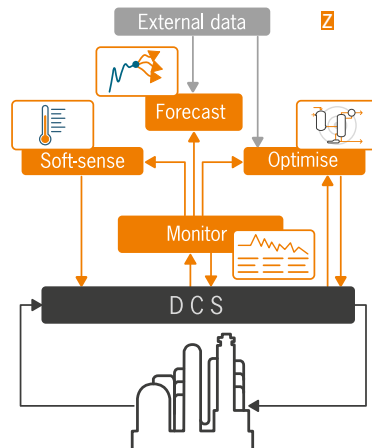 External data
Z
Forecast
Soft-sense
Optimise
Monitor
DCS